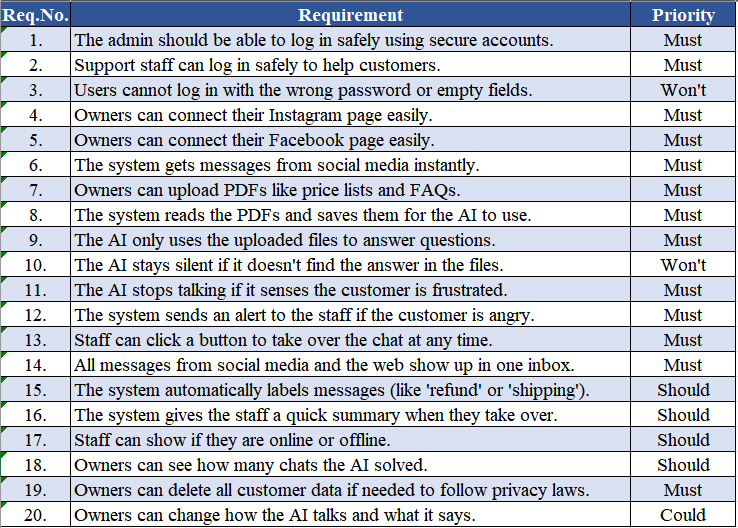 Req.No. Requirement Priority
1. The admin should be able to log in safely using secure accounts. Must
2. Support staff can log in safely to help customers. Must
3. Users cannot log in with the wrong password or empty fields. Won't
4. Owners can connect their Instagram page easily. Must
5. Owners can connect their Facebook page easily. Must
6. The system gets messages from social media instantly. Must
7. Owners can upload PDFs like price lists and FAQs. Must
8. The system reads the PDFs and saves them for the AI to use. Must
9. The AI only uses the uploaded files to answer questions. Must
10. The AI stays silent if it doesn't find the answer in the files. Won't
11. The AI stops talking if it senses the customer is frustrated. Must
12. The system sends an alert to the staff if the customer is angry. Must
13. Staff can click a button to take over the chat at any time. Must
14. All messages from social media and the web show up in one inbox. Must
15. The system automatically labels messages (like 'refund' or 'shipping'). Should
16. The system gives the staff a quick summary when they take over. Should
17. Staff can show if they are online or offline. Should
18. Owners can see how many chats the AI solved. Should
19. Owners can delete all customer data if needed to follow privacy laws. Must
20. Owners can change how the AI talks and what it says. Could